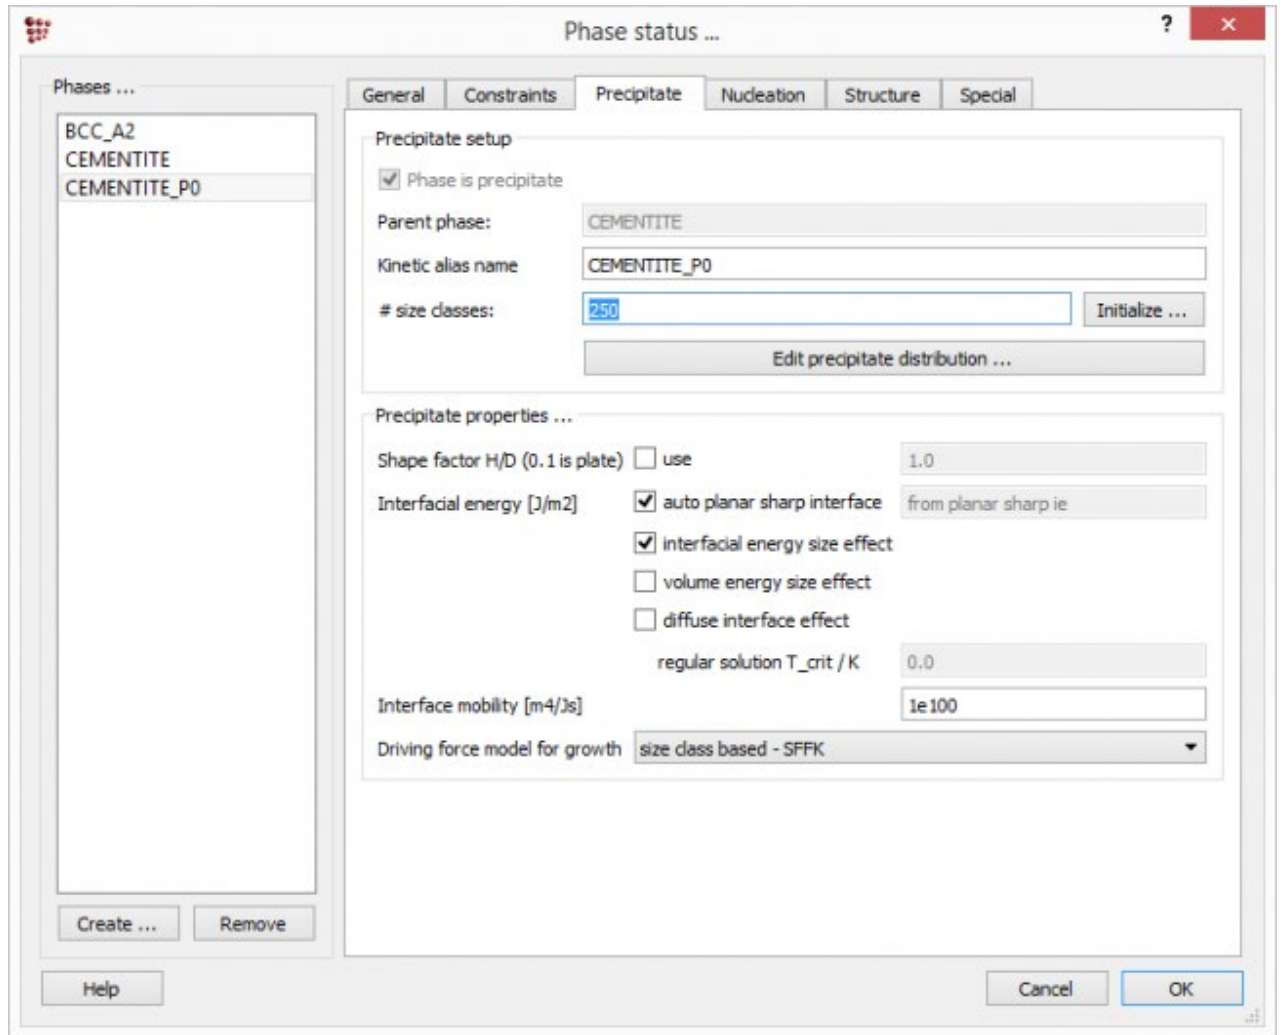 Phase status ...
?
Phases ...
BCC_A2
CEMENTITE
CEMENTITE_P0
Create ...
Remove
General
Constraints
Precipitate
Nucleation
Structure
Special
Precipitate setup
Phase is precipitate
Parent phase:
CEMENTITE
Kinetic alias name
CEMENTITE_P0
# size classes:
250
Initialize ...
Edit precipitate distribution ...
Precipitate properties ...
Shape factor H/D (0.1 is plate)
use
1.0
Interfacial energy [J/m2]
auto planar sharp interface
from planar sharp ie
interfacial energy size effect
volume energy size effect
diffuse interface effect
regular solution T_crit / K
0.0
Interface mobility [m4/Js]
1e100
Driving force model for growth
size class based - SFFK
Help
Cancel
OK